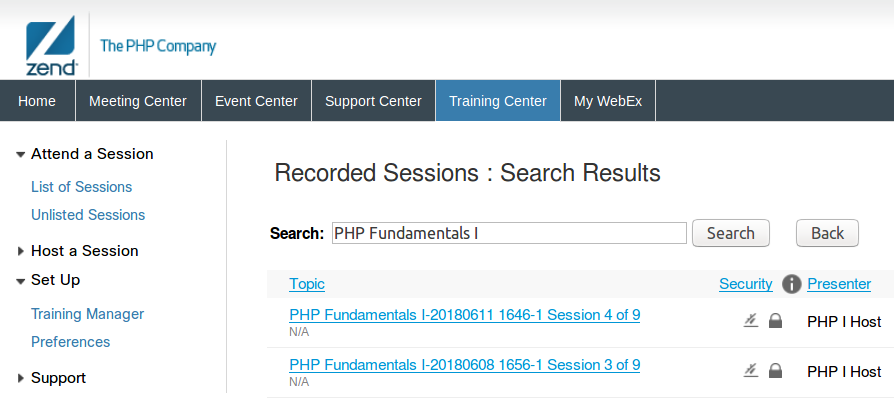 zend
The PHP Company
Home Meeting Center Event Center Support Center Training Center My WebEx
Attend a Session
List of Sessions
Unlisted Sessions
Host a Session
Set Up
Training Manager
Preferences
Support
Recorded Sessions : Search Results
Search: PHP Fundamentals I Search Back
Topic Security i Presenter
PHP Fundamentals I-20180611 1646-1 Session 4 of 9 PHP I Host
N/A
PHP Fundamentals I-20180608 1656-1 Session 3 of 9 PHP I Host
N/A